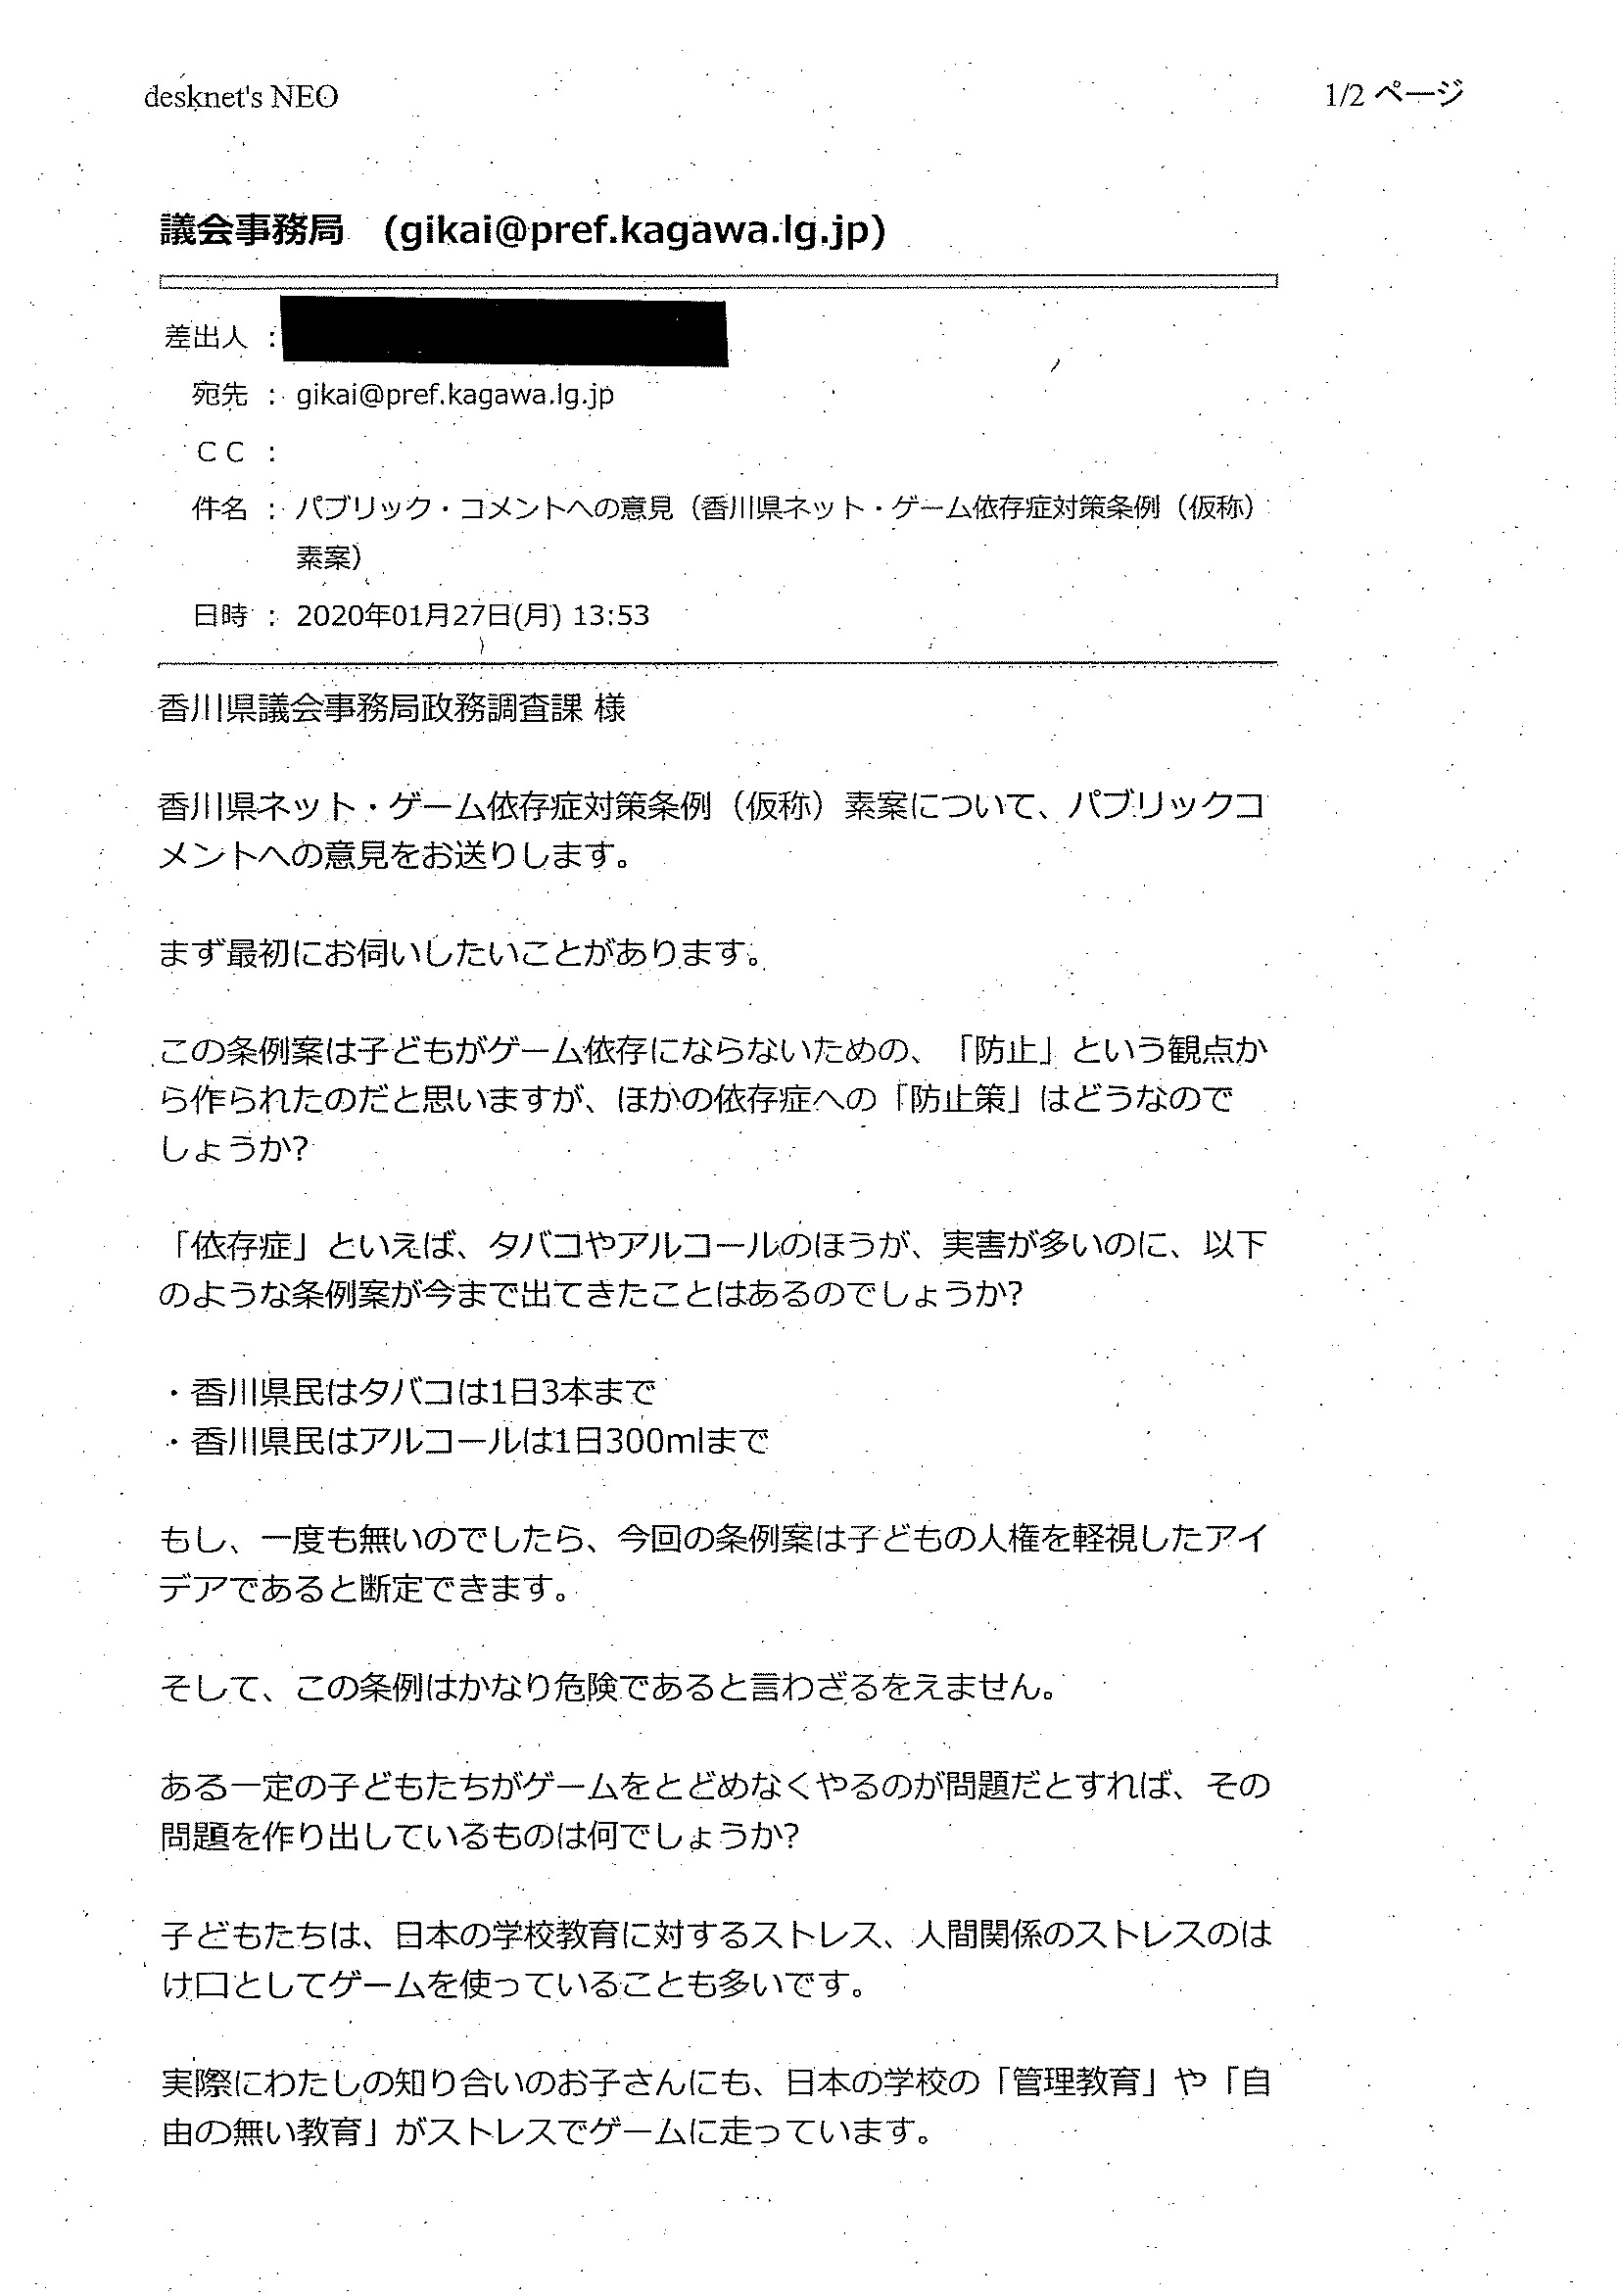 desknet's NEO
1/2 ページ
議会事務局 (gikai@pref.kagawa.lg.jp)
差出人 :
宛先 : gikai@pref.kagawa.lg.jp
ＣＣ :
件名 : パブリック・コメントへの意見（香川県ネット・ゲーム依存症対策条例（仮称）
素案）
日時 : 2020年01月27日(月) 13:53
香川県議会事務局政務調査課 様
香川県ネット・ゲーム依存症対策条例（仮称）素案について、パブリックコ
メントへの意見をお送りします。
まず最初にお伺いしたいことがあります。
この条例案は子どもがゲーム依存にならないための、「防止」という観点か
ら作られたのだと思いますが、ほかの依存症への「防止策」はどうなので
しょうか?
「依存症」といえば、タバコやアルコールのほうが、実害が多いのに、以下
のような条例案が今まで出てきたことはあるのでしょうか?
・香川県民はタバコは1日3本まで
・香川県民はアルコールは1日300mlまで
もし、一度も無いのでしたら、今回の条例案は子どもの人権を軽視したアイ
デアであると断定できます。
そして、この条例はかなり危険であると言わざるをえません。
ある一定の子どもたちがゲームをとどめなくやるのが問題だとすれば、その
問題を作り出しているものは何でしょうか?
子どもたちは、日本の学校教育に対するストレス、人間関係のストレスのは
け口としてゲームを使っていることも多いです。
実際にわたしの知り合いのお子さんにも、日本の学校の「管理教育」や「自
由の無い教育」がストレスでゲームに走っています。